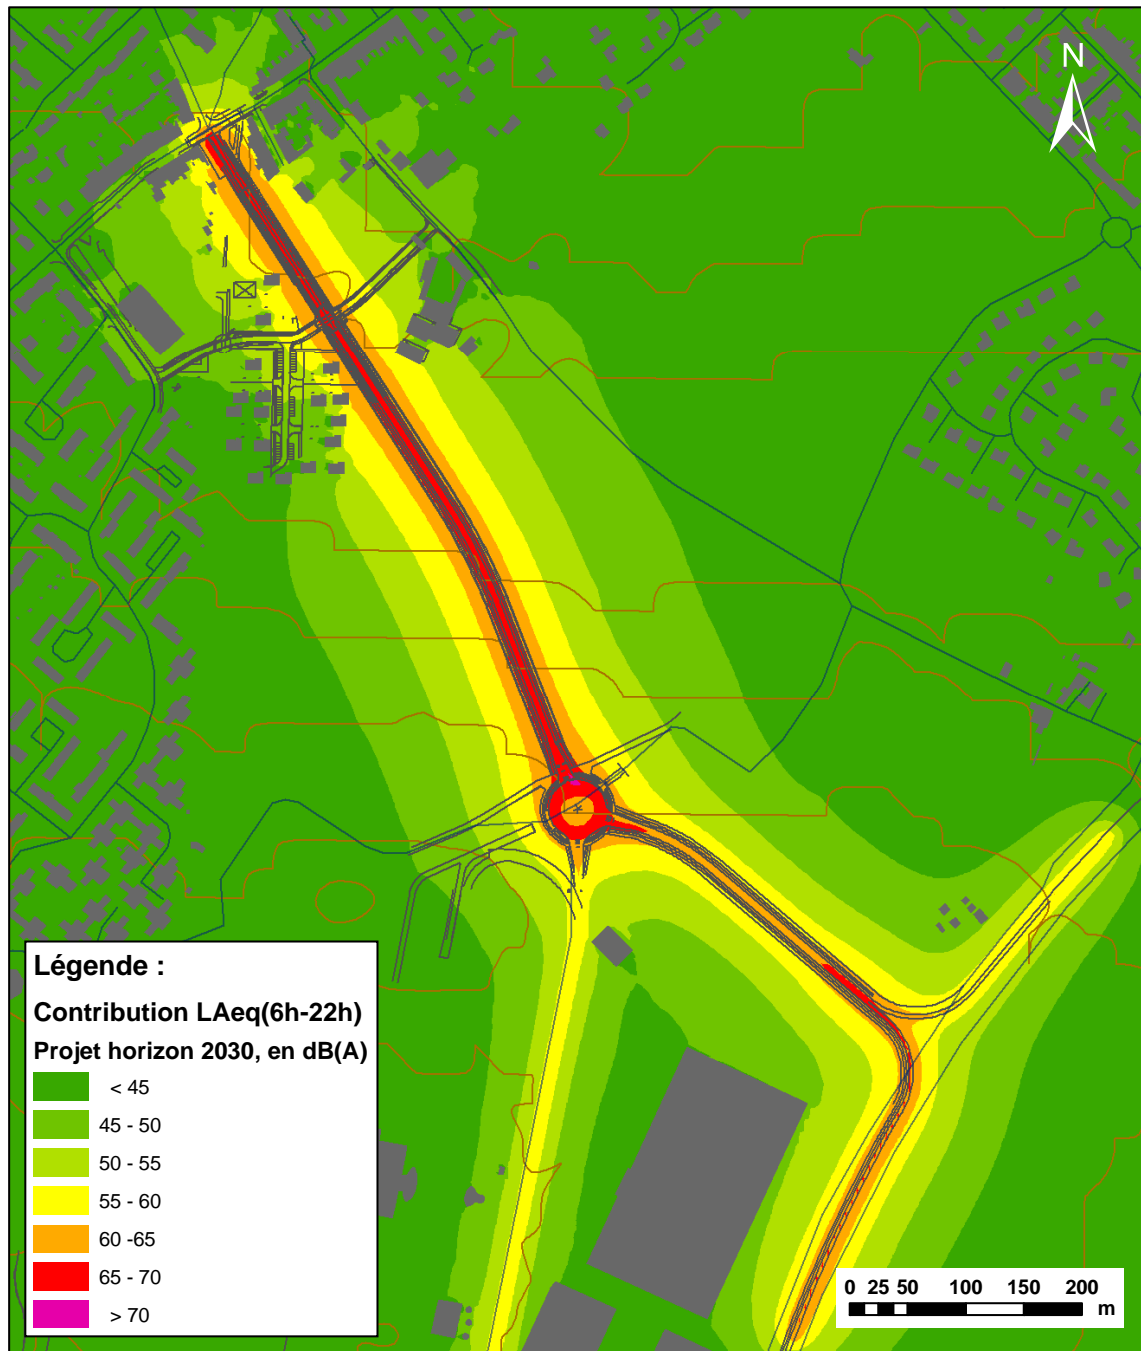 N
Légende :
Contribution LAeq(6h-22h)
Projet horizon 2030, en dB(A)
< 45
45 - 50
50 - 55
55 - 60
60 -65
65 - 70
> 70
0 25 50 100 150 200
m